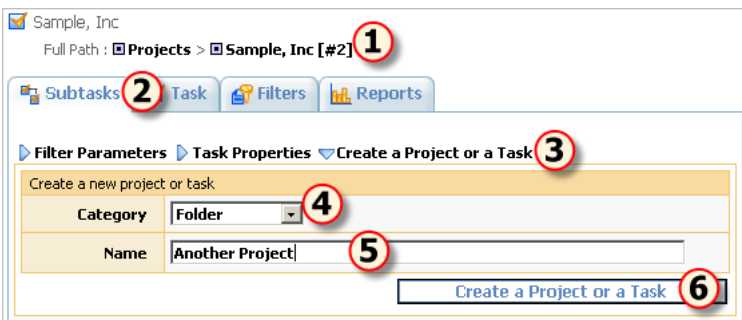 Sample, Inc
Full Path : Projects > Sample, Inc [#2] 1
Subtasks 2 Task Filters Reports
Filter Parameters Task Properties Create a Project or a Task 3
Create a new project or task
Category Folder 4
Name Another Project 5
Create a Project or a Task 6